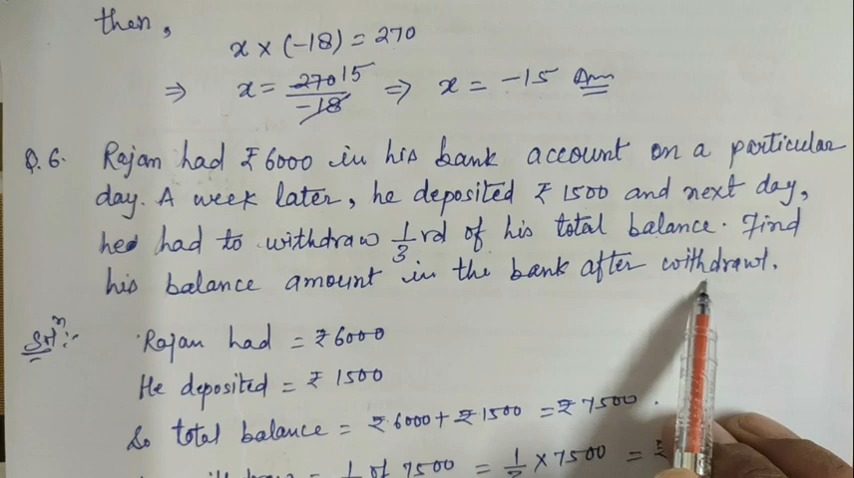 then,
x × (-18) = 270
⇒ x = 270 15 / -18 ⇒ x = -15 Ans
Q.6. Rajan had ₹ 6000 in his bank account on a particular
day. A week later, he deposited ₹ 1500 and next day,
he had to withdraw 1/3 rd of his total balance. Find
his balance amount in the bank after withdrawl.
Solⁿ:- Rajan had = ₹ 6000
He deposited = ₹ 1500
So total balance = ₹ 6000 + ₹ 1500 = ₹ 7500.
of 7500 = 1/3 × 7500 = ₹